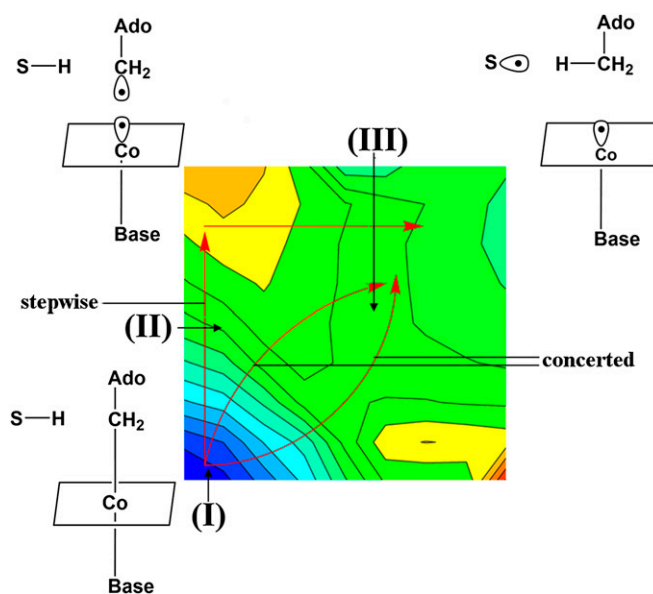 Ado
S—H
CH₂
Co
Base
S
Ado
H—CH₂
Co
Base
(III)
stepwise
(II)
concerted
Ado
S—H
CH₂
Co
Base
(I)